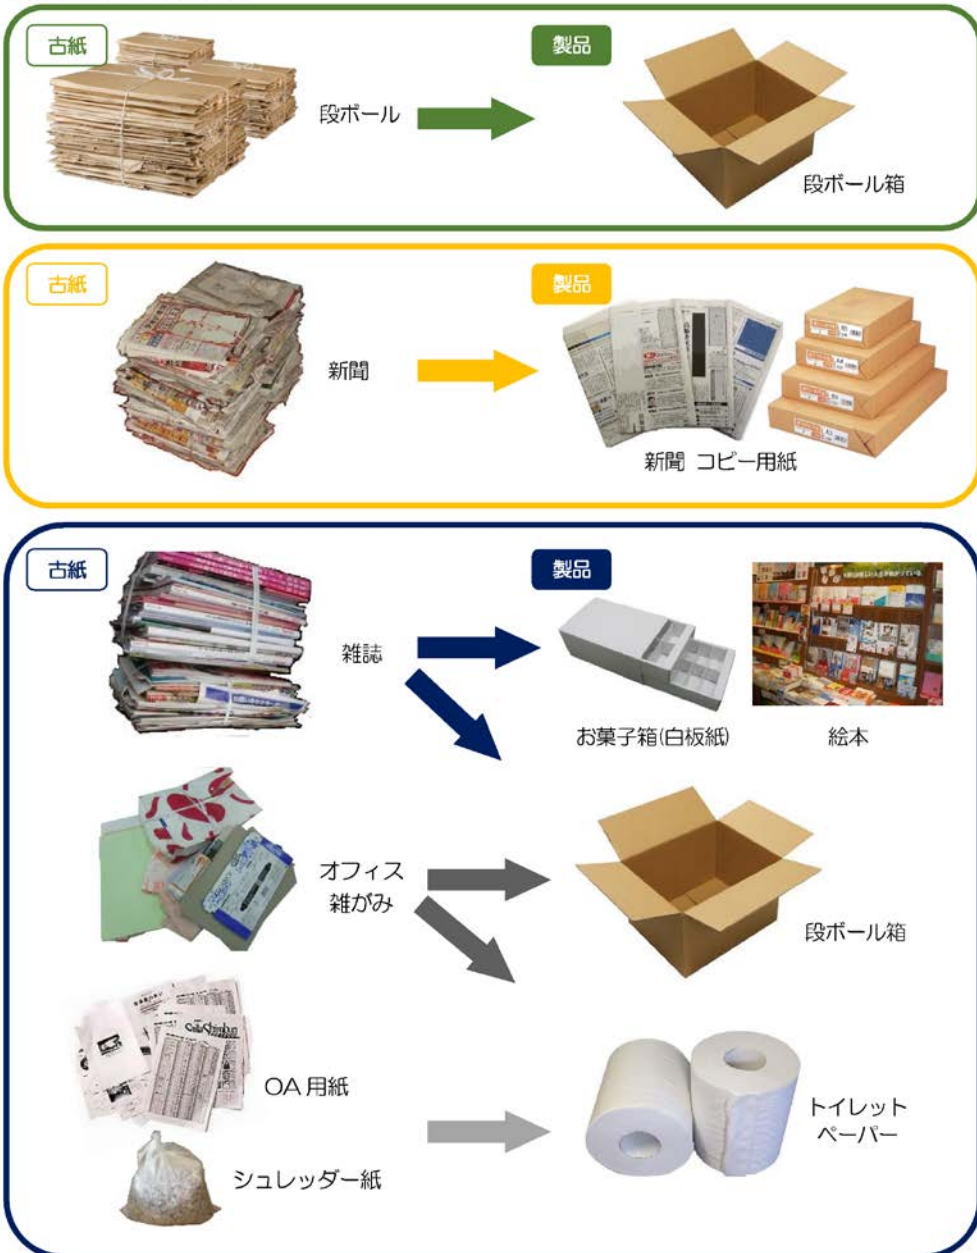 古紙
製品
段ボール
段ボール箱
古紙
製品
新聞
新聞 コピー用紙
古紙
製品
雑誌
お菓子箱(白板紙)
絵本
オフィス
雑がみ
段ボール箱
OA 用紙
トイレット
ペーパー
シュレッダー紙